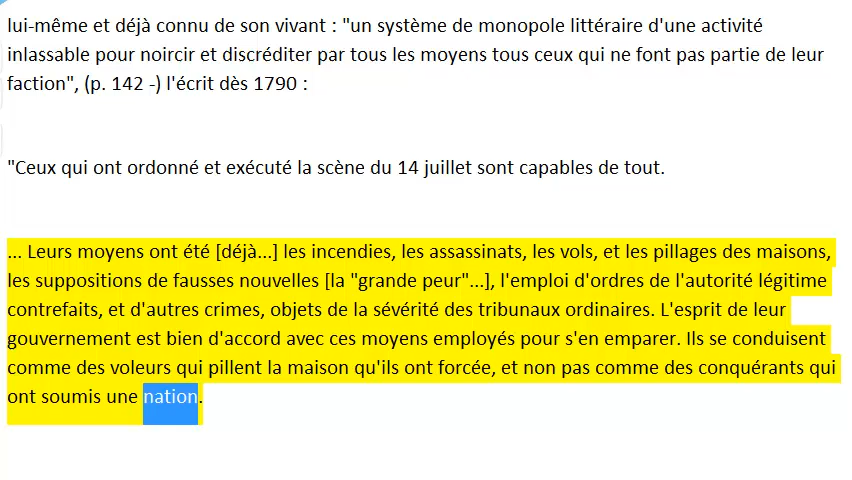 lui-même et déjà connu de son vivant : "un système de monopole littéraire d'une activité
inlassable pour noircir et discréditer par tous les moyens tous ceux qui ne font pas partie de leur
faction", (p. 142 -) l'écrit dès 1790 :
"Ceux qui ont ordonné et exécuté la scène du 14 juillet sont capables de tout.
... Leurs moyens ont été [déjà...] les incendies, les assassinats, les vols, et les pillages des maisons,
les suppositions de fausses nouvelles [la "grande peur"...], l'emploi d'ordres de l'autorité légitime
contrefaits, et d'autres crimes, objets de la sévérité des tribunaux ordinaires. L'esprit de leur
gouvernement est bien d'accord avec ces moyens employés pour s'en emparer. Ils se conduisent
comme des voleurs qui pillent la maison qu'ils ont forcée, et non pas comme des conquérants qui
ont soumis une nation.